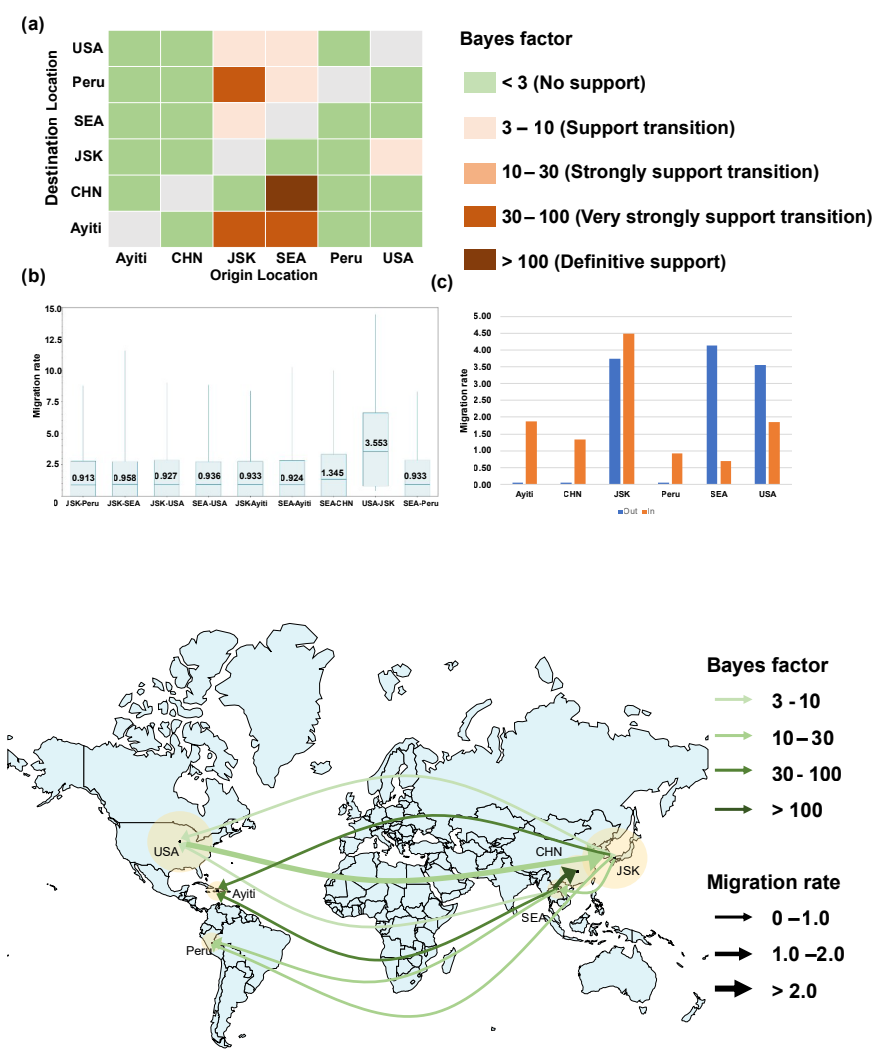 (a)
Destination Location
USA
Peru
SEA
JSK
CHN
Ayiti
Ayiti CHN JSK SEA Peru USA
Origin Location
Bayes factor
< 3 (No support)
3 – 10 (Support transition)
10 – 30 (Strongly support transition)
30 – 100 (Very strongly support transition)
> 100 (Definitive support)
(b)
Migration rate
15.0
12.5
10.0
7.5
5.0
2.5
0
0.913 0.958 0.927 0.936 0.933 0.924 1.345 3.553 0.933
JSK-Peru JSK-SEA JSK-USA SEA-USA JSK-Ayiti SEA-Ayiti SEA-CHN USA-JSK SEA-Peru
(c)
Migration rate
5.00
4.50
4.00
3.50
3.00
2.50
2.00
1.50
1.00
0.50
0.00
Ayiti CHN JSK Peru SEA USA
Out In
USA
Ayiti
Peru
CHN
JSK
SEA
Bayes factor
3 - 10
10 – 30
30 - 100
> 100
Migration rate
0 – 1.0
1.0 – 2.0
> 2.0